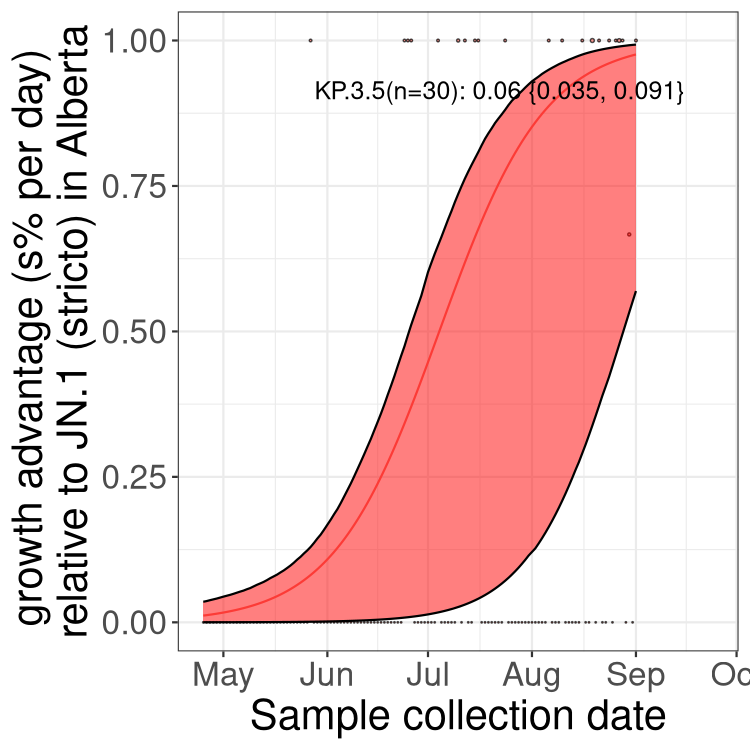 growth advantage (s% per day)
relative to JN.1 (stricto) in Alberta
1.00
0.75
0.50
0.25
0.00
KP.3.5(n=30): 0.06 {0.035, 0.091}
May Jun Jul Aug Sep Oc
Sample collection date